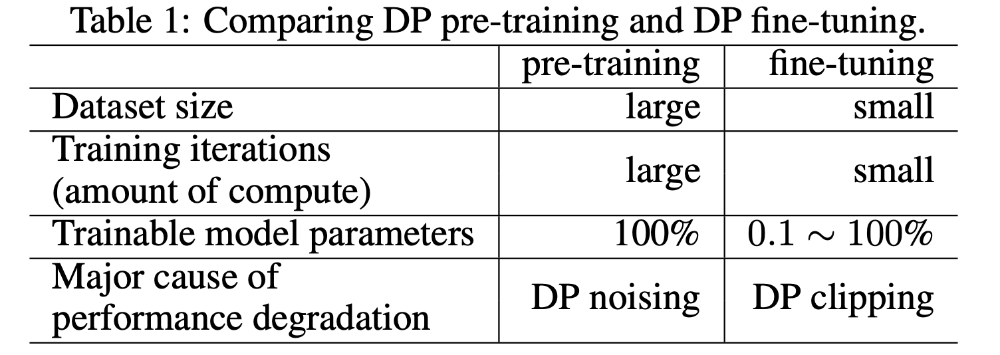 Table 1: Comparing DP pre-training and DP fine-tuning.
pre-training fine-tuning
Dataset size large small
Training iterations
(amount of compute) large small
Trainable model parameters 100% 0.1 ∼ 100%
Major cause of
performance degradation DP noising DP clipping